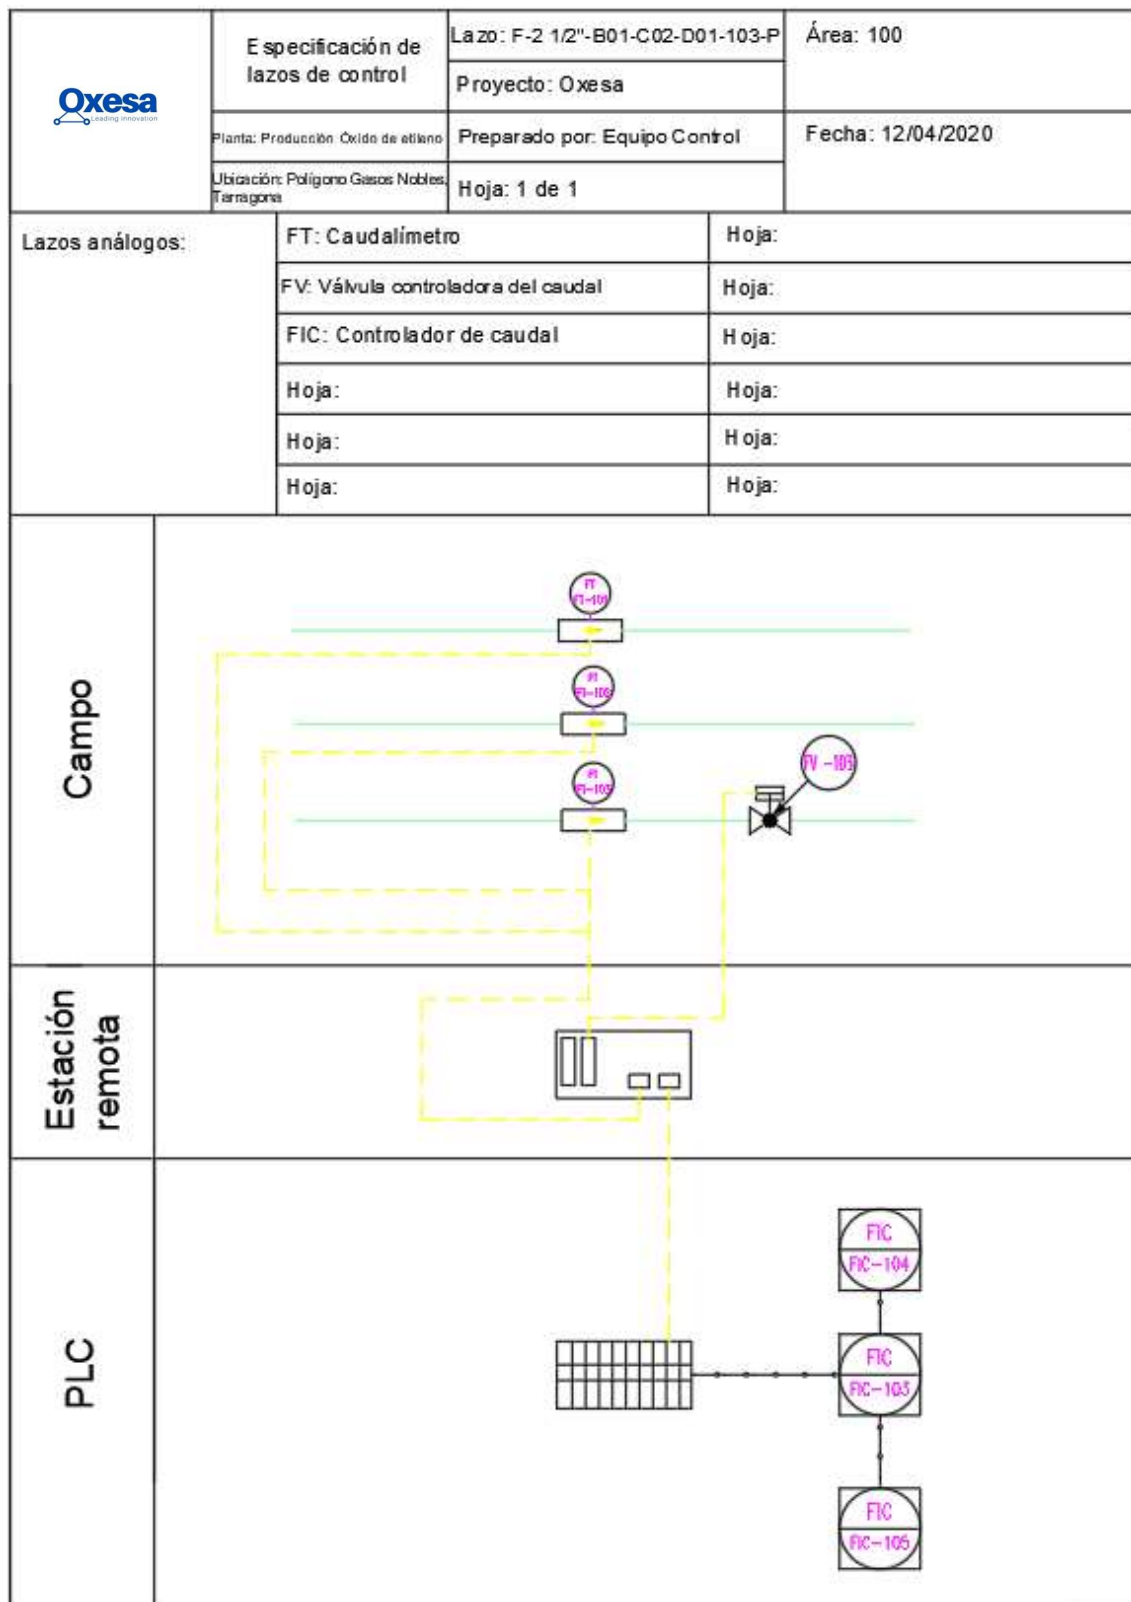 Oxesa
Leading Innovation
Especificación de
lazos de control
Lazo: F-2 1/2"-B01-C02-D01-103-P
Área: 100
Proyecto: Oxesa
Planta: Producción Óxido de etileno
Preparado por: Equipo Control
Fecha: 12/04/2020
Ubicación: Polígono Gasos Nobles,
Tarragona
Hoja: 1 de 1
Lazos análogos:
FT: Caudalímetro
Hoja:
FV: Válvula controladora del caudal
Hoja:
FIC: Controlador de caudal
Hoja:
Hoja:
Hoja:
Hoja:
Hoja:
Hoja:
Hoja:
Campo
FT
FT
FT
FV -103
Estación
remota
PLC
FIC
FIC-104
FIC
FIC-103
FIC
FIC-105